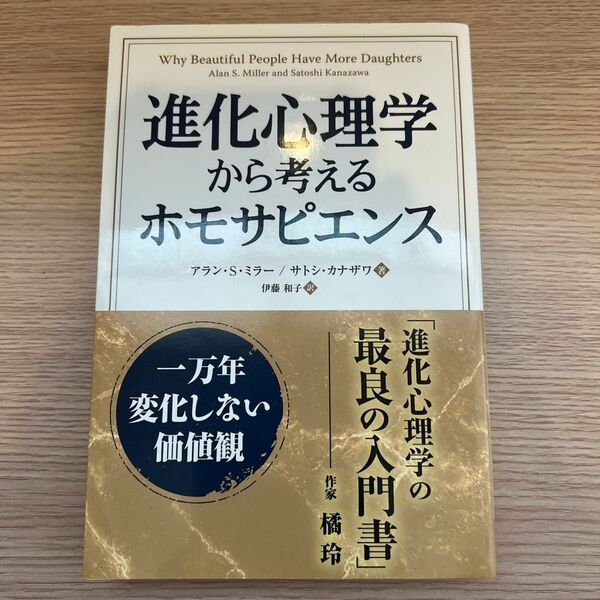 Why Beautiful People Have More Daughters
Alan S. Miller and Satoshi Kanazawa
進化心理学
から考える
ホモサピエンス
アラン・S・ミラー / サトシ・カナザワ 著
伊藤 和子 訳
一万年
変化しない
価値観
「進化心理学の
最良の入門書」
作家 橘 玲